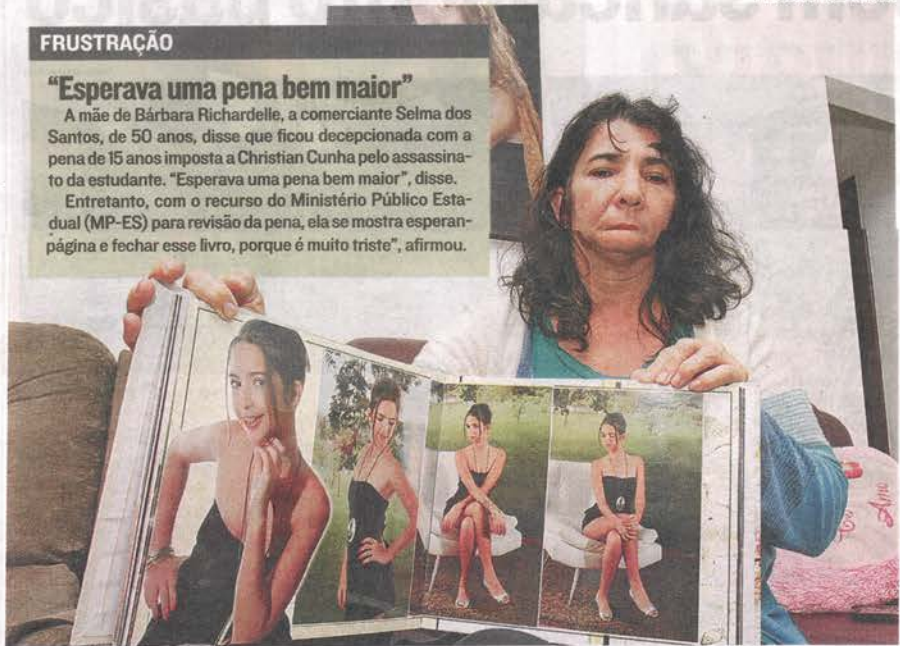 FRUSTRAÇÃO
“Esperava uma pena bem maior”
A mãe de Bárbara Richardelle, a comerciante Selma dos
Santos, de 50 anos, disse que ficou decepcionada com a
pena de 15 anos imposta a Christian Cunha pelo assassina-
to da estudante. “Esperava uma pena bem maior”, disse.
Entretanto, com o recurso do Ministério Público Esta-
dual (MP-ES) para revisão da pena, ela se mostra esperan-
página e fechar esse livro, porque é muito triste”, afirmou.
Te Amo